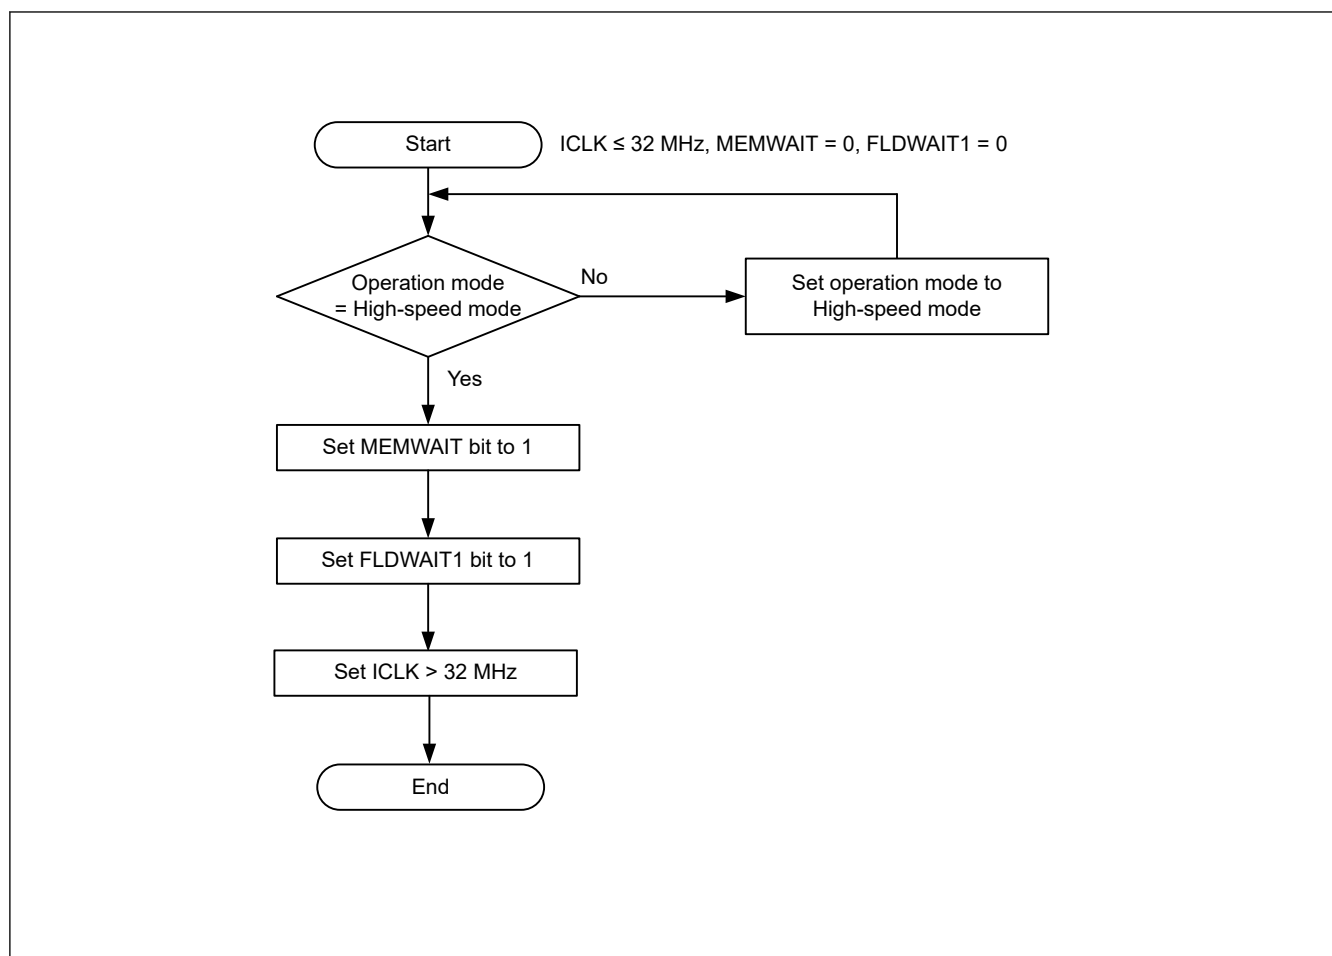 Start
ICLK ≤ 32 MHz, MEMWAIT = 0, FLDWAIT1 = 0
Operation mode
= High-speed mode
No
Set operation mode to
High-speed mode
Yes
Set MEMWAIT bit to 1
Set FLDWAIT1 bit to 1
Set ICLK > 32 MHz
End